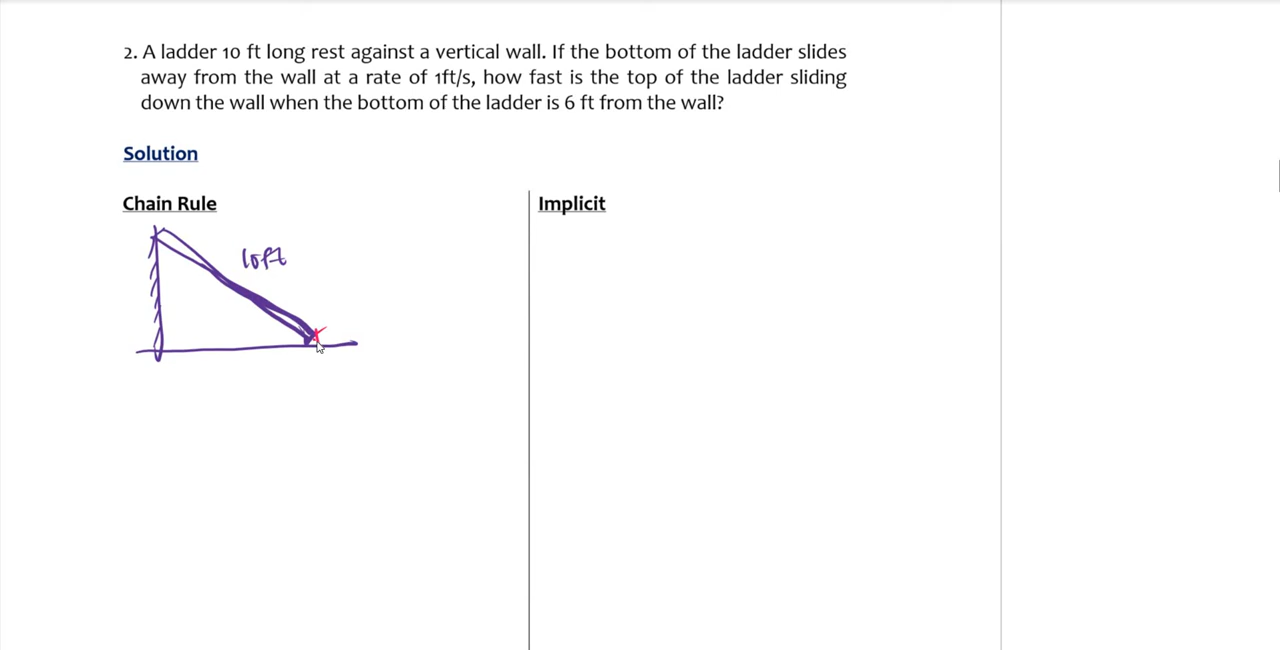 2. A ladder 10 ft long rest against a vertical wall. If the bottom of the ladder slides
away from the wall at a rate of 1ft/s, how fast is the top of the ladder sliding
down the wall when the bottom of the ladder is 6 ft from the wall?
Solution
Chain Rule
Implicit
10ft